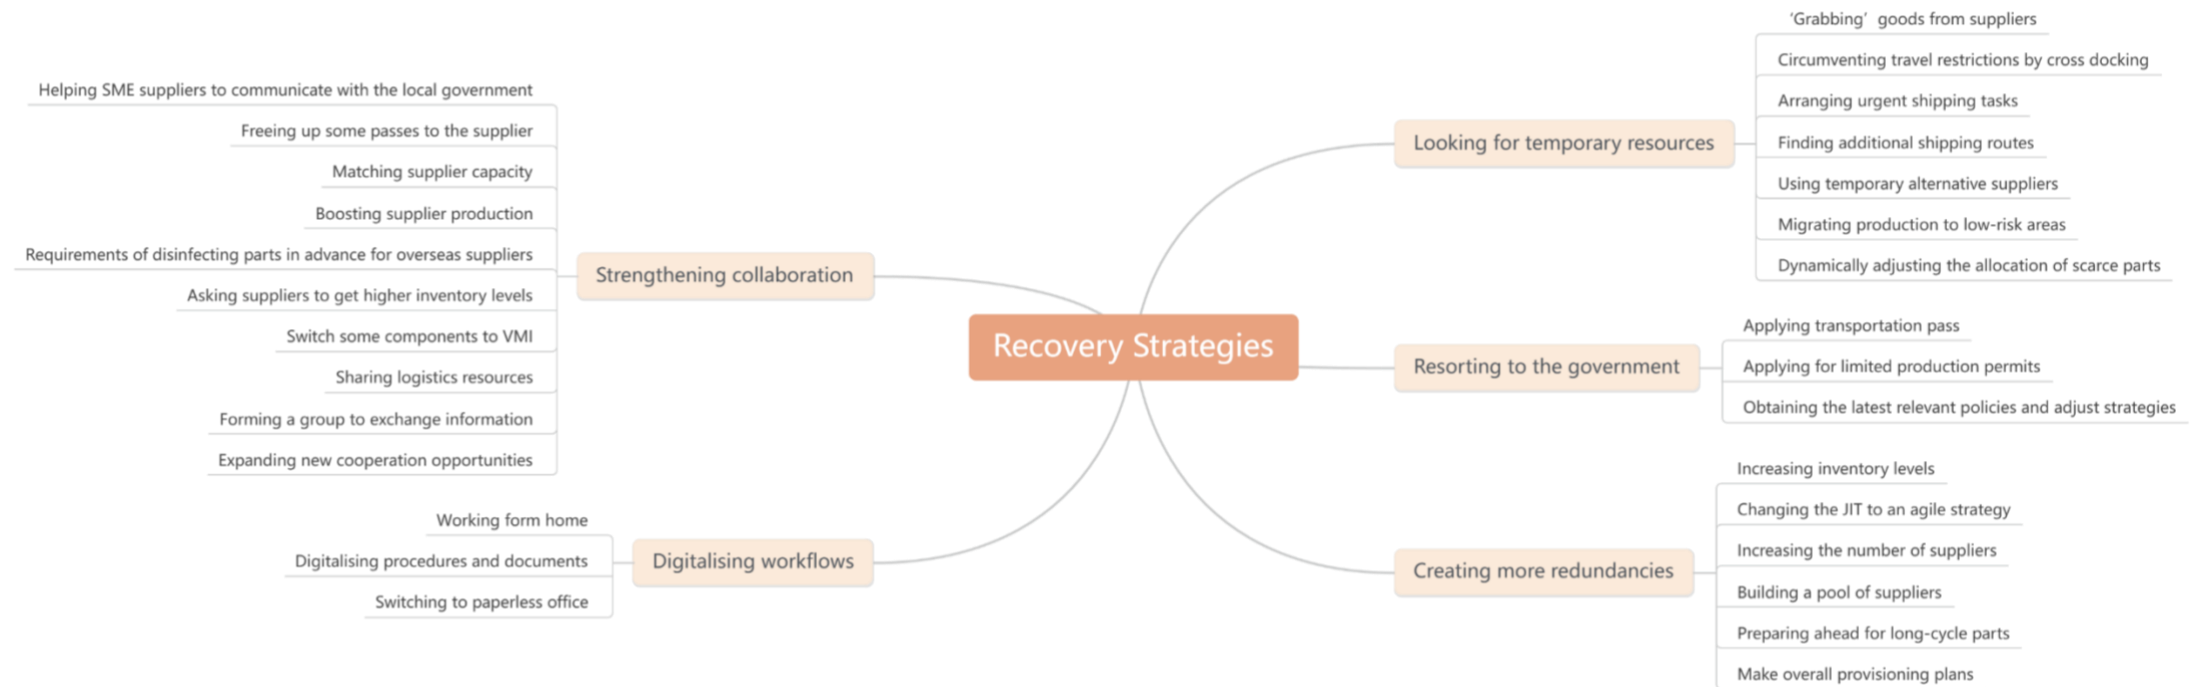 Recovery Strategies
Looking for temporary resources
‘Grabbing’ goods from suppliers
Circumventing travel restrictions by cross docking
Arranging urgent shipping tasks
Finding additional shipping routes
Using temporary alternative suppliers
Migrating production to low-risk areas
Dynamically adjusting the allocation of scarce parts
Resorting to the government
Applying transportation pass
Applying for limited production permits
Obtaining the latest relevant policies and adjust strategies
Creating more redundancies
Increasing inventory levels
Changing the JIT to an agile strategy
Increasing the number of suppliers
Building a pool of suppliers
Preparing ahead for long-cycle parts
Make overall provisioning plans
Strengthening collaboration
Helping SME suppliers to communicate with the local government
Freeing up some passes to the supplier
Matching supplier capacity
Boosting supplier production
Requirements of disinfecting parts in advance for overseas suppliers
Asking suppliers to get higher inventory levels
Switch some components to VMI
Sharing logistics resources
Forming a group to exchange information
Expanding new cooperation opportunities
Digitalising workflows
Working form home
Digitalising procedures and documents
Switching to paperless office